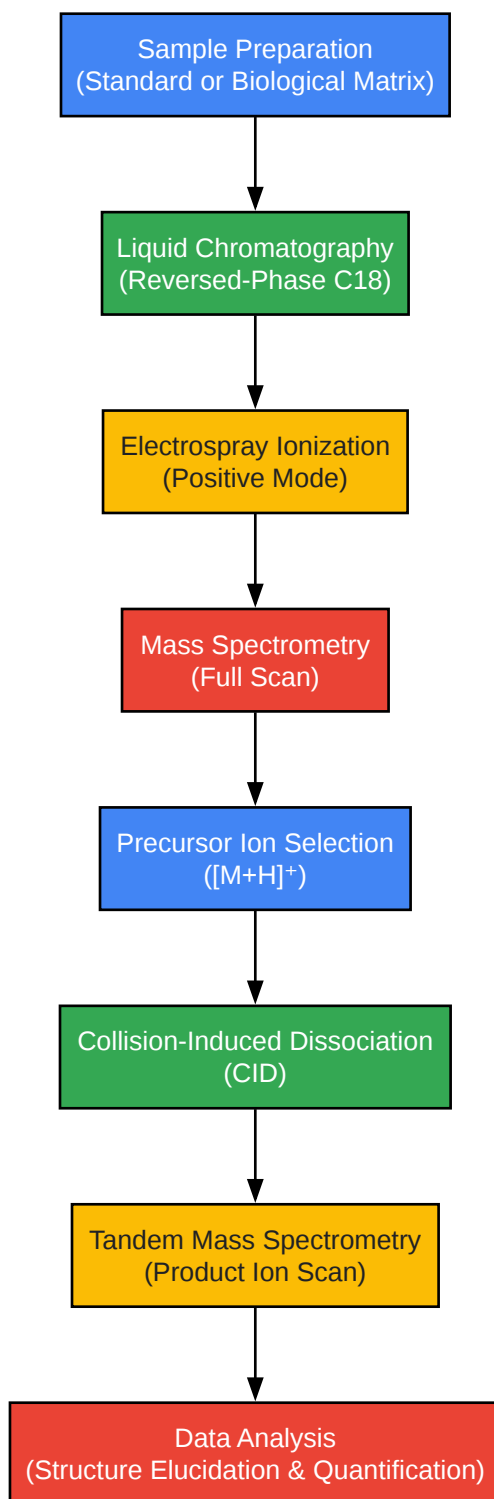 Sample Preparation
(Standard or Biological Matrix)
Liquid Chromatography
(Reversed-Phase C18)
Electrospray Ionization
(Positive Mode)
Mass Spectrometry
(Full Scan)
Precursor Ion Selection
([M+H]⁺)
Collision-Induced Dissociation
(CID)
Tandem Mass Spectrometry
(Product Ion Scan)
Data Analysis
(Structure Elucidation & Quantification)